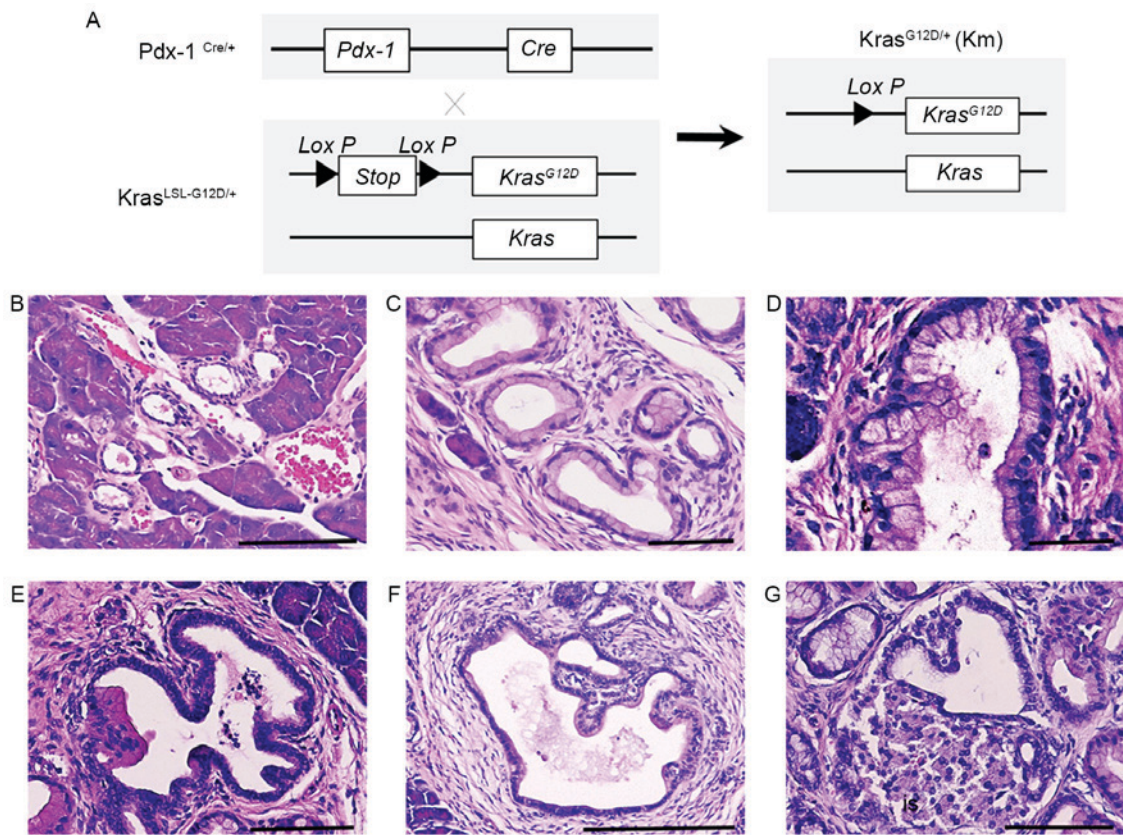 A
Pdx-1 Cre/+
Pdx-1
Cre
Kras G12D/+ (Km)
Lox P
Kras G12D
Kras
Kras LSL-G12D/+
Lox P
Lox P
Stop
Kras G12D
Kras
B
C
D
E
F
G
is